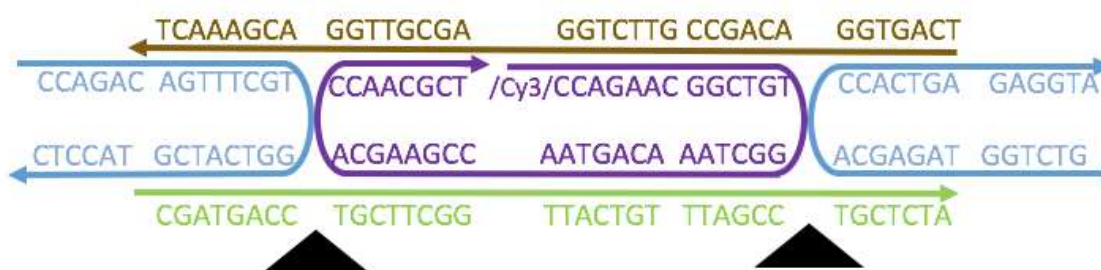 TCAAAGCA GGTTGCGA GGTCTTG CCGACA GGTGACT
CCAGAC AGTTTCGT CCAACGCT /Cy3/CCAGAAC GGCTGT CCACTGA GAGGTA
CTCCAT GCTACTGG ACGAAGCC AATGACA AATCGG ACGAGAT GGTCTG
CGATGACC TGCTTCGG TTACTGT TTAGCC TGCTCTA